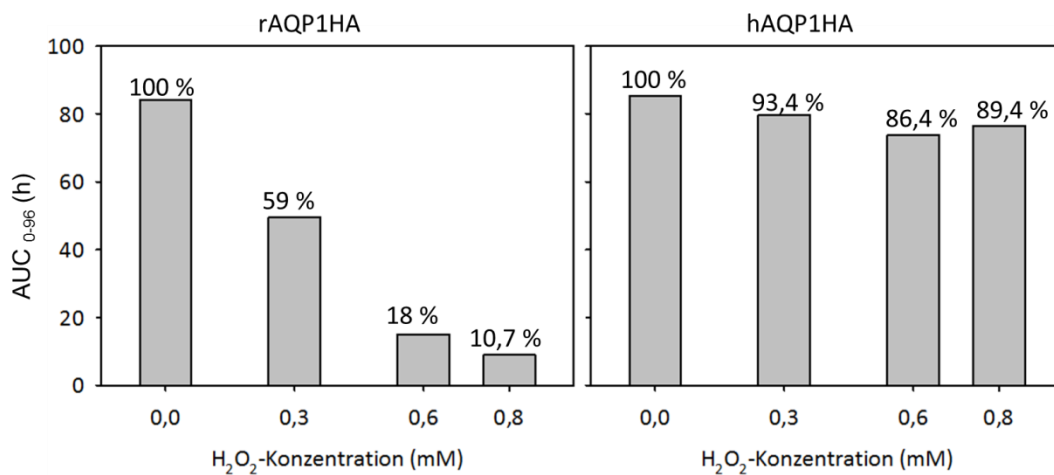 rAQP1HA
hAQP1HA
AUC 0-96 (h)
100
80
60
40
20
0
100 %
59 %
18 %
10,7 %
100 %
93,4 %
86,4 %
89,4 %
0,0 0,3 0,6 0,8
0,0 0,3 0,6 0,8
H₂O₂-Konzentration (mM)
H₂O₂-Konzentration (mM)